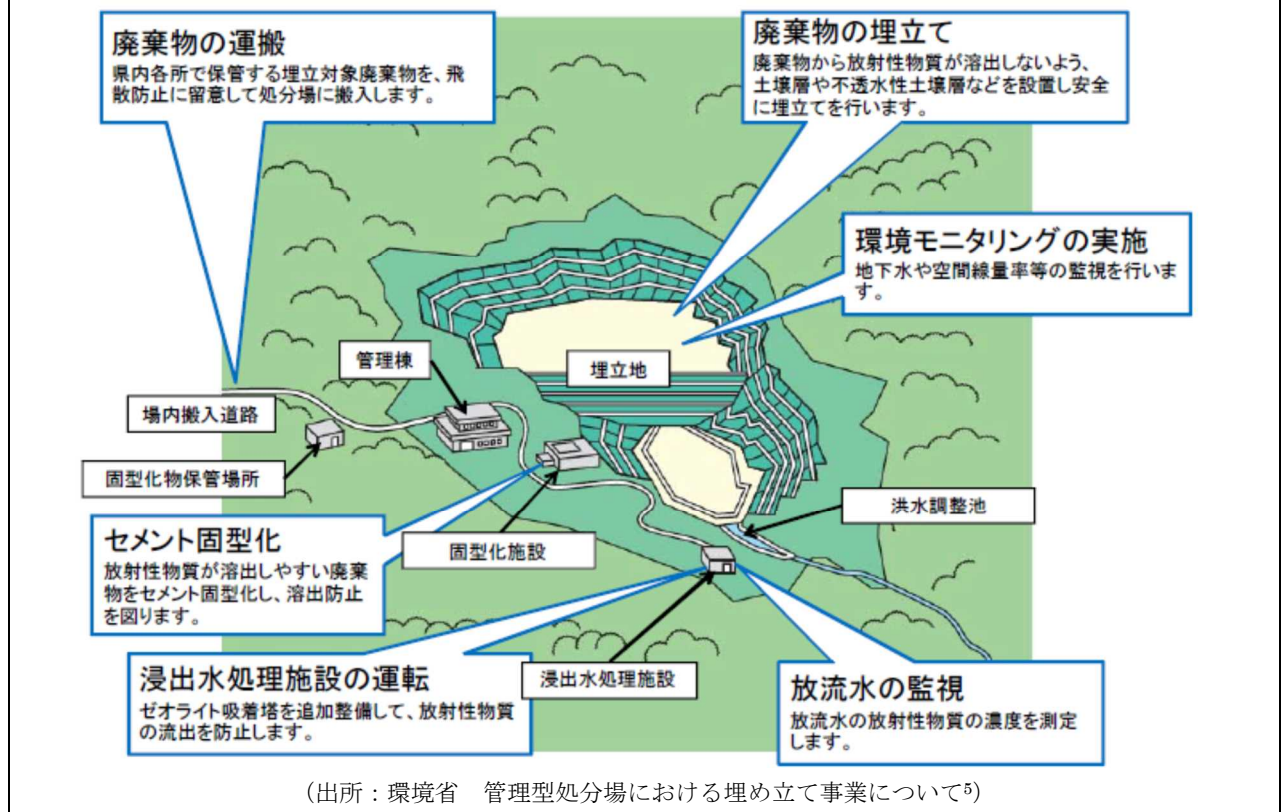 廃棄物の運搬
県内各所で保管する埋立対象廃棄物を、飛
散防止に留意して処分場に搬入します。
廃棄物の埋立て
廃棄物から放射性物質が溶出しないよう、
土壌層や不透水性土壌層などを設置し安全
に埋立てを行います。
環境モニタリングの実施
地下水や空間線量率等の監視を行いま
す。
管理棟
埋立地
場内搬入道路
固型化物保管場所
洪水調整池
セメント固型化
放射性物質が溶出しやすい廃棄
物をセメント固型化し、溶出防止
を図ります。
固型化施設
浸出水処理施設の運転
ゼオライト吸着塔を追加整備して、放射性物質
の流出を防止します。
浸出水処理施設
放流水の監視
放流水の放射性物質の濃度を測定
します。
(出所:環境省 管理型処分場における埋め立て事業について5)